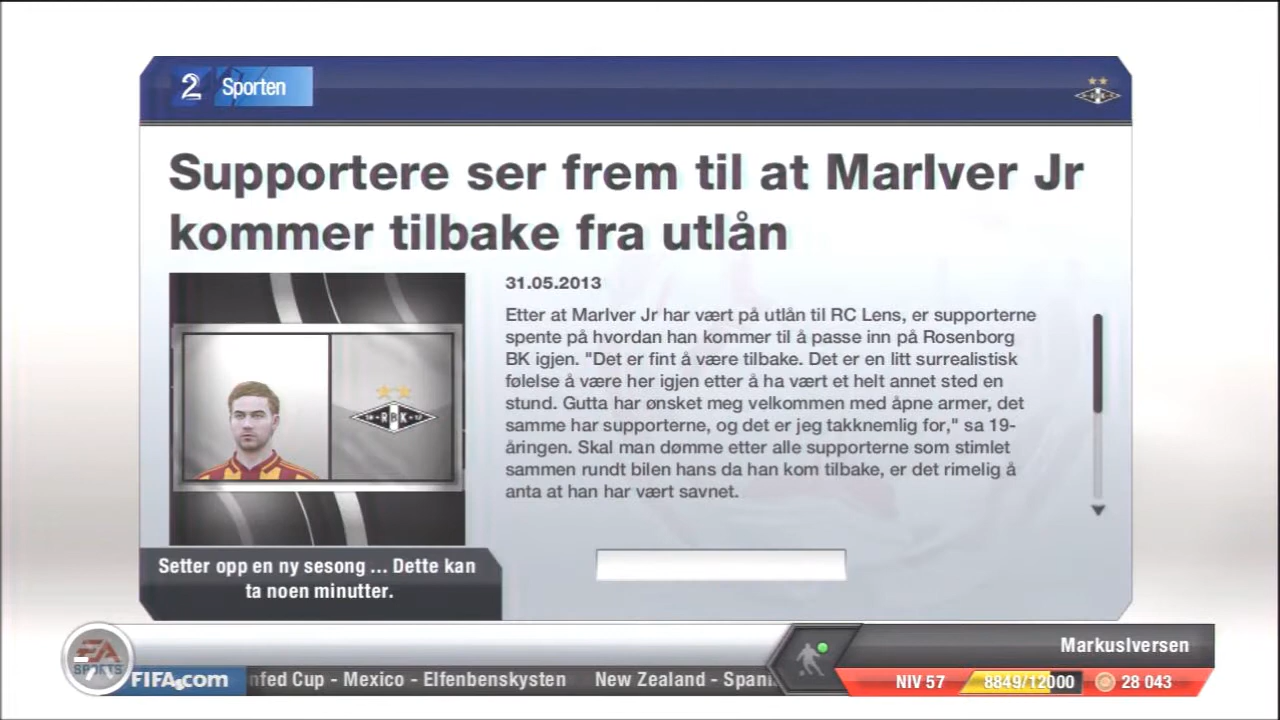 2 Sporten
Supportere ser frem til at MarIver Jr
kommer tilbake fra utlån
31.05.2013
Etter at MarIver Jr har vært på utlån til RC Lens, er supporterne
spente på hvordan han kommer til å passe inn på Rosenborg
BK igjen. "Det er fint å være tilbake. Det er en litt surrealistisk
følelse å være her igjen etter å ha vært et helt annet sted en
stund. Gutta har ønsket meg velkommen med åpne armer, det
samme har supporterne, og det er jeg takknemlig for," sa 19-
åringen. Skal man dømme etter alle supporterne som stimlet
sammen rundt bilen hans da han kom tilbake, er det rimelig å
anta at han har vært savnet.
RBK
Setter opp en ny sesong ... Dette kan
ta noen minutter.
MarkusIversen
EA
SPORTS
FIFA.com
nfed Cup - Mexico - Elfenbenskysten New Zealand - Span
NIV 57 8849/12000 28 043